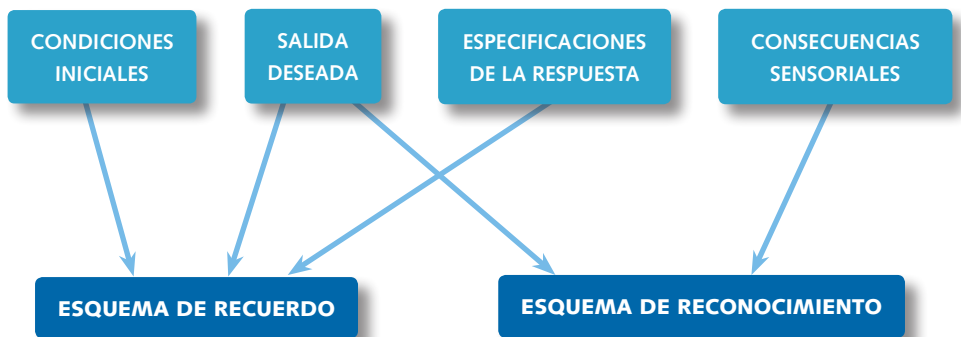 CONDICIONES
INICIALES
SALIDA
DESEADA
ESPECIFICACIONES
DE LA RESPUESTA
CONSECUENCIAS
SENSORIALES
ESQUEMA DE RECUERDO
ESQUEMA DE RECONOCIMIENTO